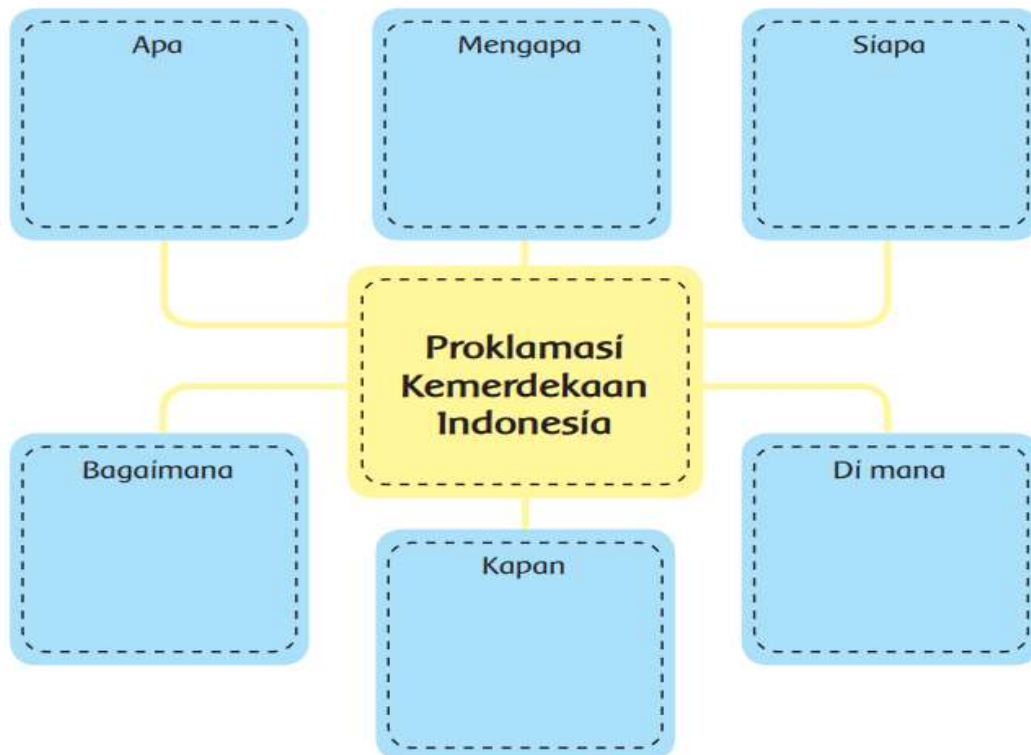 Apa
Mengapa
Siapa
Proklamasi
Kemerdekaan
Indonesia
Bagaimana
Di mana
Kapan